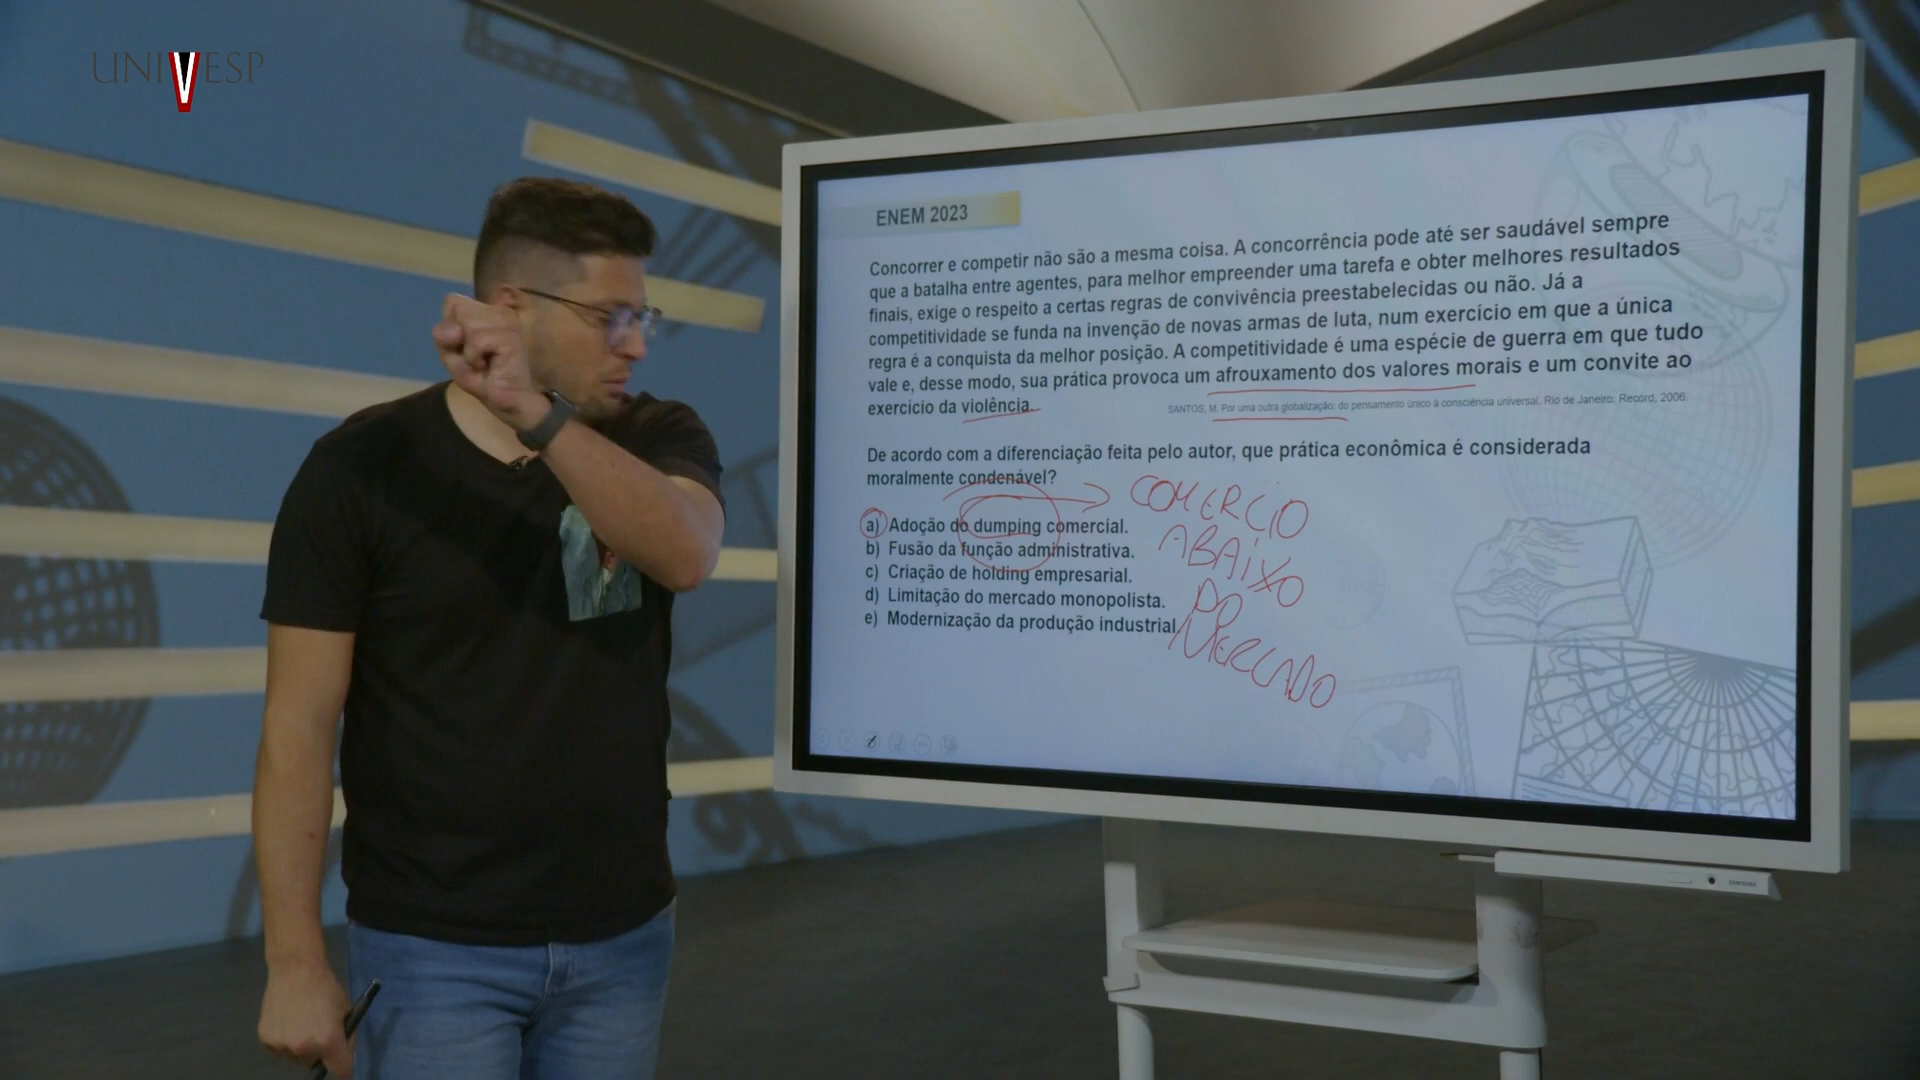 UNIVESP
ENEM 2023
Concorrer e competir não são a mesma coisa. A concorrência pode até ser saudável sempre
que a batalha entre agentes, para melhor empreender uma tarefa e obter melhores resultados
finais, exige o respeito a certas regras de convivência preestabelecidas ou não. Já a
competitividade se funda na invenção de novas armas de luta, num exercício em que a única
regra é a conquista da melhor posição. A competitividade é uma espécie de guerra em que tudo
vale e, desse modo, sua prática provoca um afrouxamento dos valores morais e um convite ao
exercício da violência.
SANTOS, M. Por uma outra globalização: do pensamento único à consciência universal. Rio de Janeiro: Record, 2006.
De acordo com a diferenciação feita pelo autor, que prática econômica é considerada
moralmente condenável?
a) Adoção do dumping comercial.
b) Fusão da função administrativa.
c) Criação de holding empresarial.
d) Limitação do mercado monopolista.
e) Modernização da produção industrial.
COMERCIO
ABAIXO
DO
MERCADO
SAMSUNG